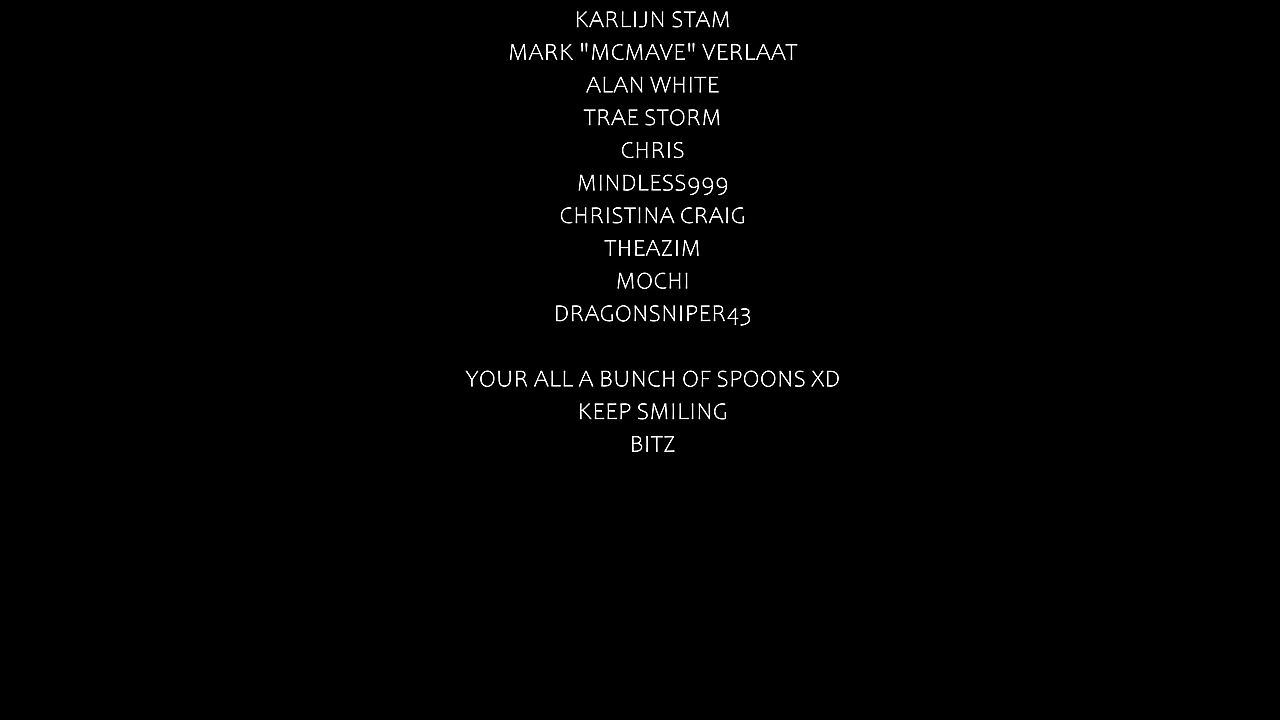 KARLIJN STAM
MARK "MCMAVE" VERLAAT
ALAN WHITE
TRAE STORM
CHRIS
MINDLESS999
CHRISTINA CRAIG
THEAZIM
MOCHI
DRAGONSNIPER43
YOUR ALL A BUNCH OF SPOONS XD
KEEP SMILING
BITZ